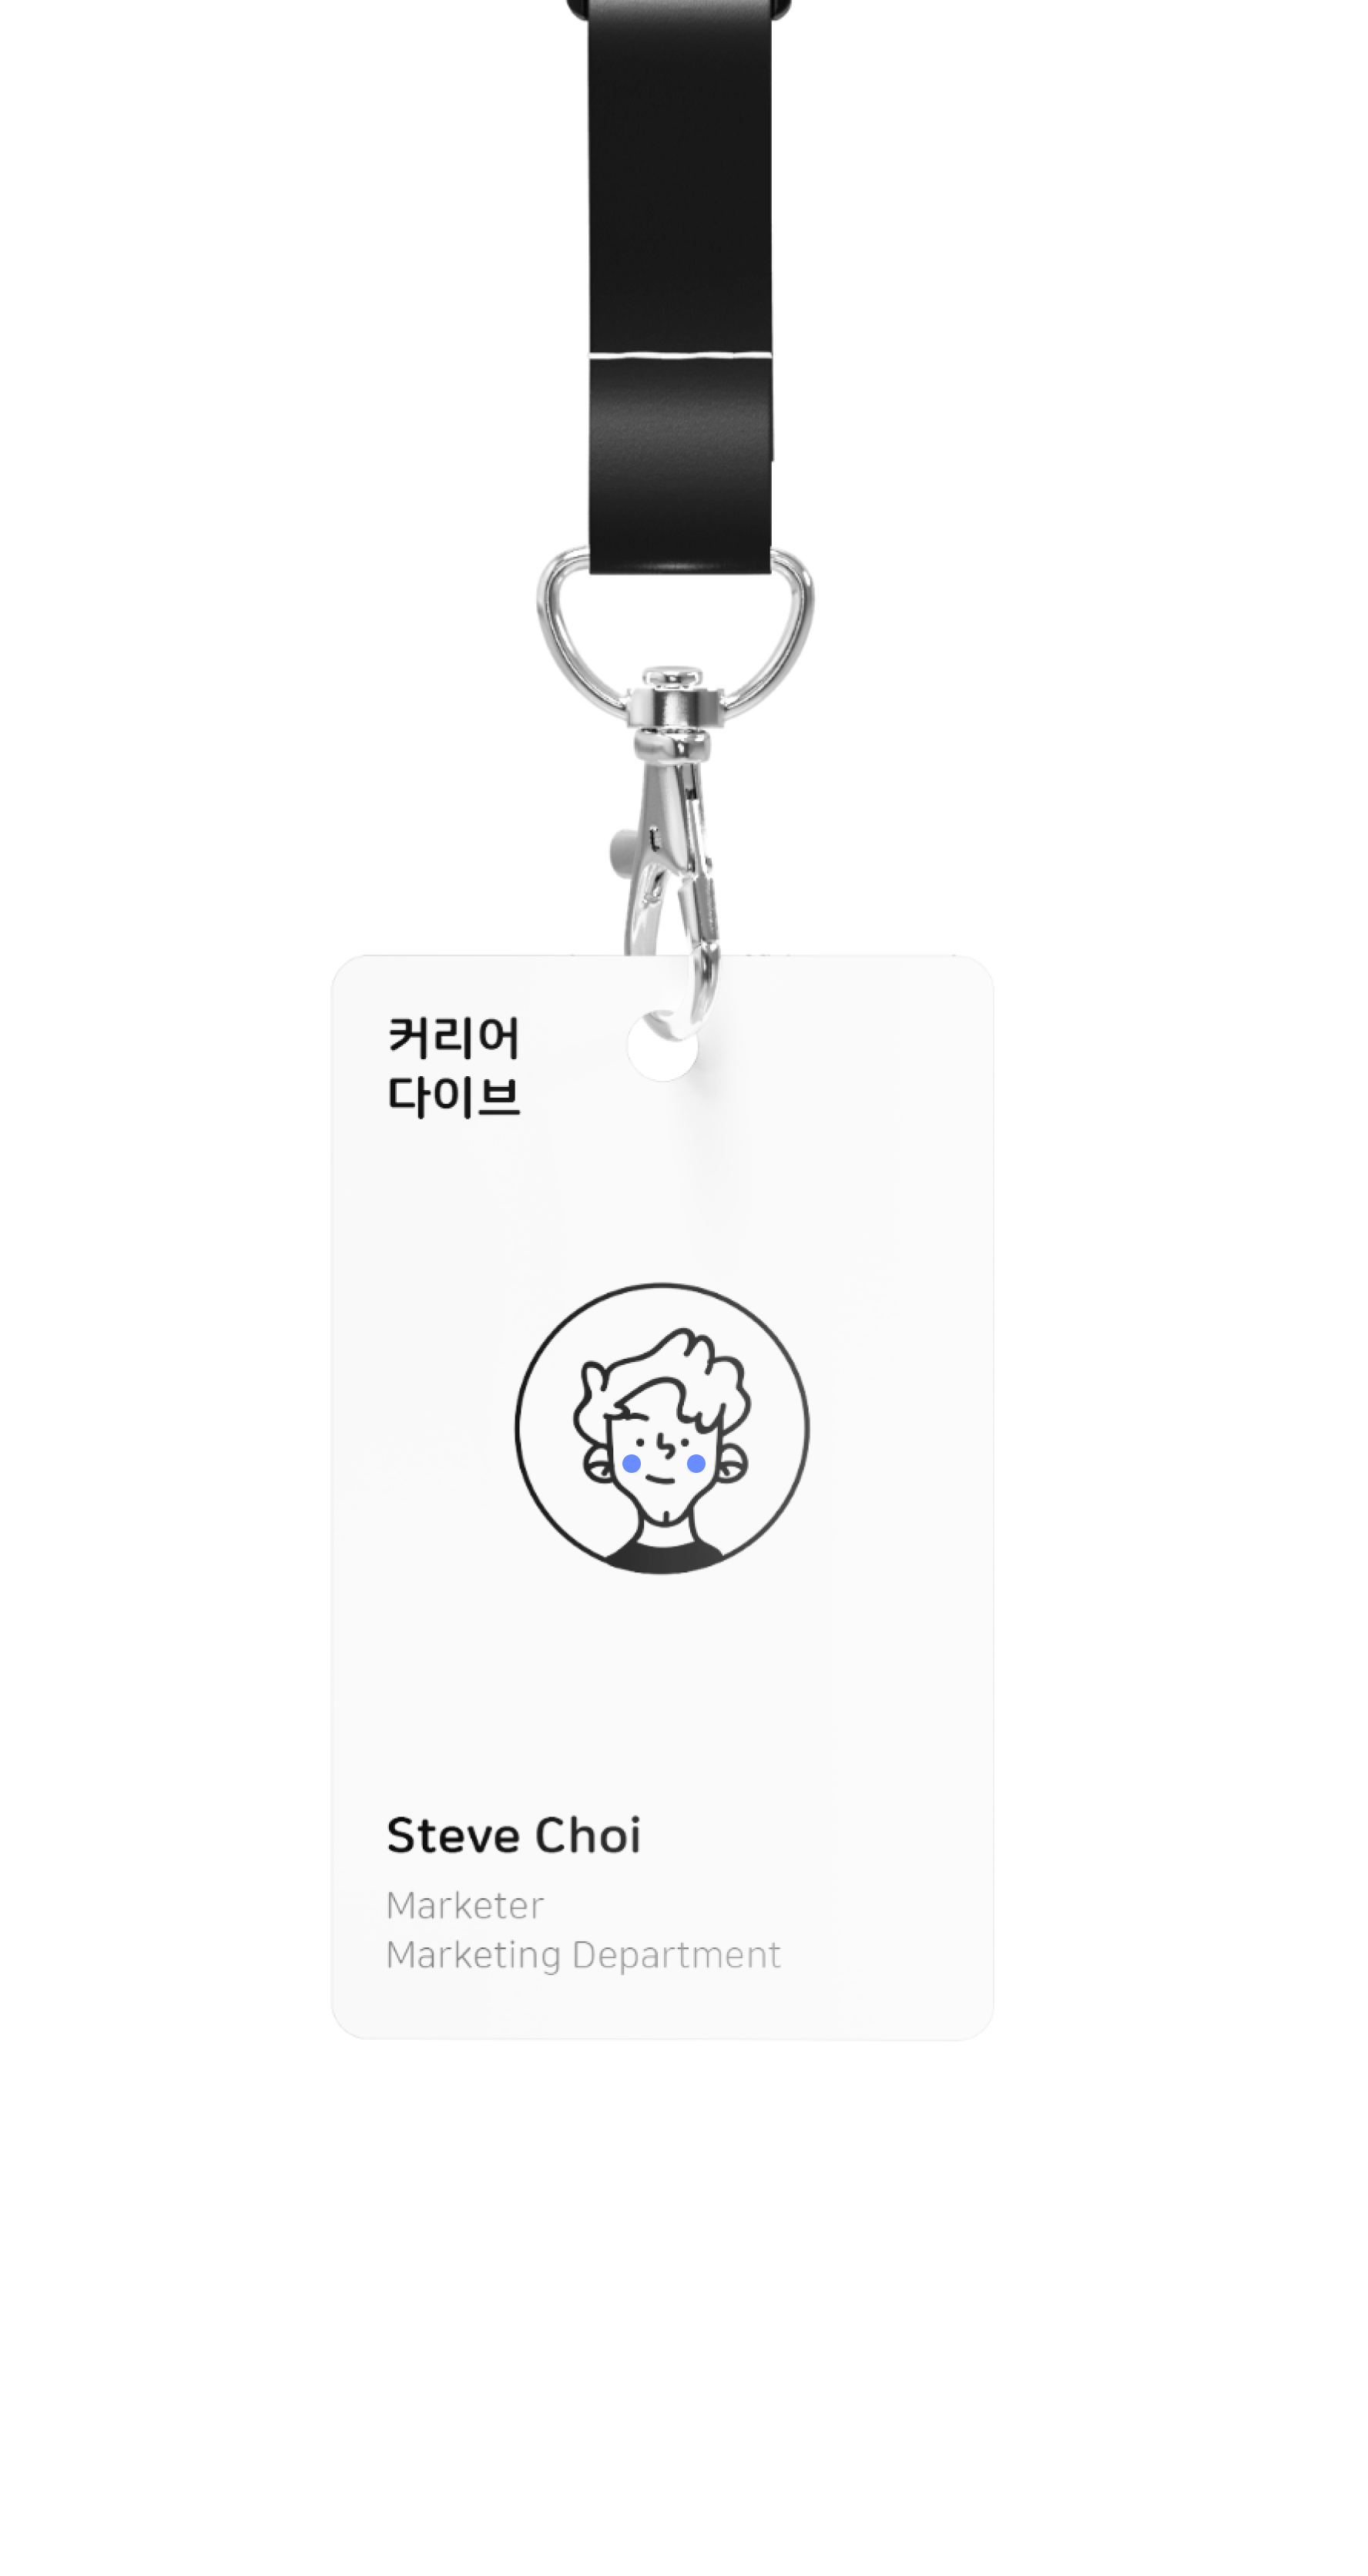 커리어
다이브
Steve Choi
Marketer
Marketing Department